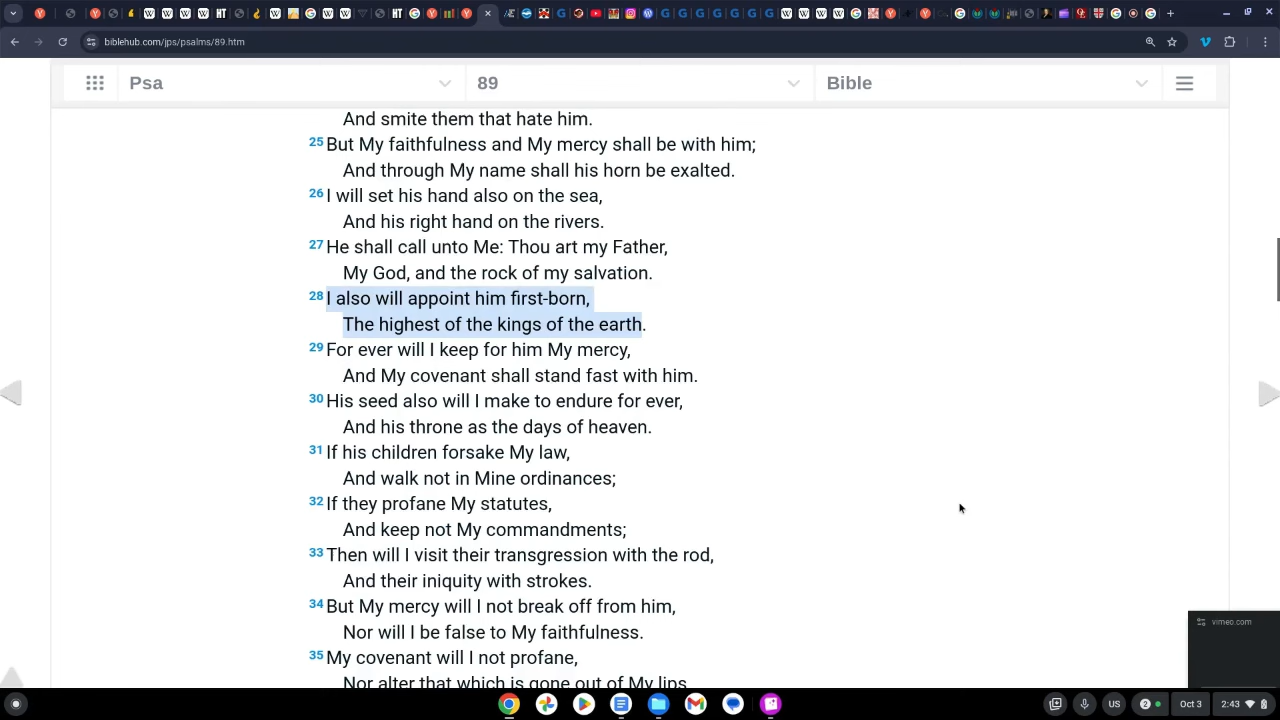 biblehub.com/jps/psalms/89.htm
Psa
89
Bible
And smite them that hate him.
25 But My faithfulness and My mercy shall be with him;
And through My name shall his horn be exalted.
26 I will set his hand also on the sea,
And his right hand on the rivers.
27 He shall call unto Me: Thou art my Father,
My God, and the rock of my salvation.
28 I also will appoint him first-born,
The highest of the kings of the earth.
29 For ever will I keep for him My mercy,
And My covenant shall stand fast with him.
30 His seed also will I make to endure for ever,
And his throne as the days of heaven.
31 If his children forsake My law,
And walk not in Mine ordinances;
32 If they profane My statutes,
And keep not My commandments;
33 Then will I visit their transgression with the rod,
And their iniquity with strokes.
34 But My mercy will I not break off from him,
Nor will I be false to My faithfulness.
35 My covenant will I not profane,
Nor alter that which is gone out of My lips
vimeo.com
US
2
Oct 3
2:43